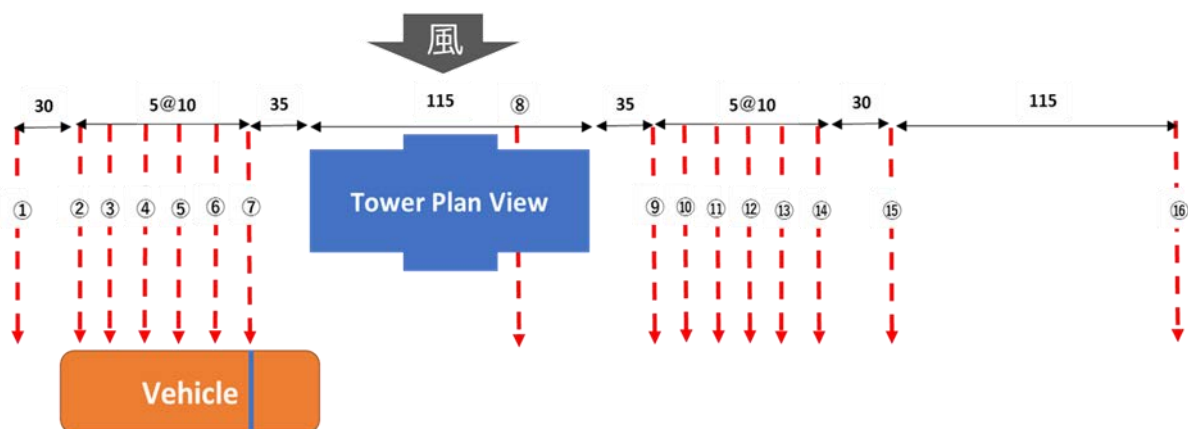 風
30 5@10 35 115 ⑧ 35 5@10 30 115
① ② ③ ④ ⑤ ⑥ ⑦ Tower Plan View ⑨ ⑩ ⑪ ⑫ ⑬ ⑭ ⑮ ⑯
Vehicle